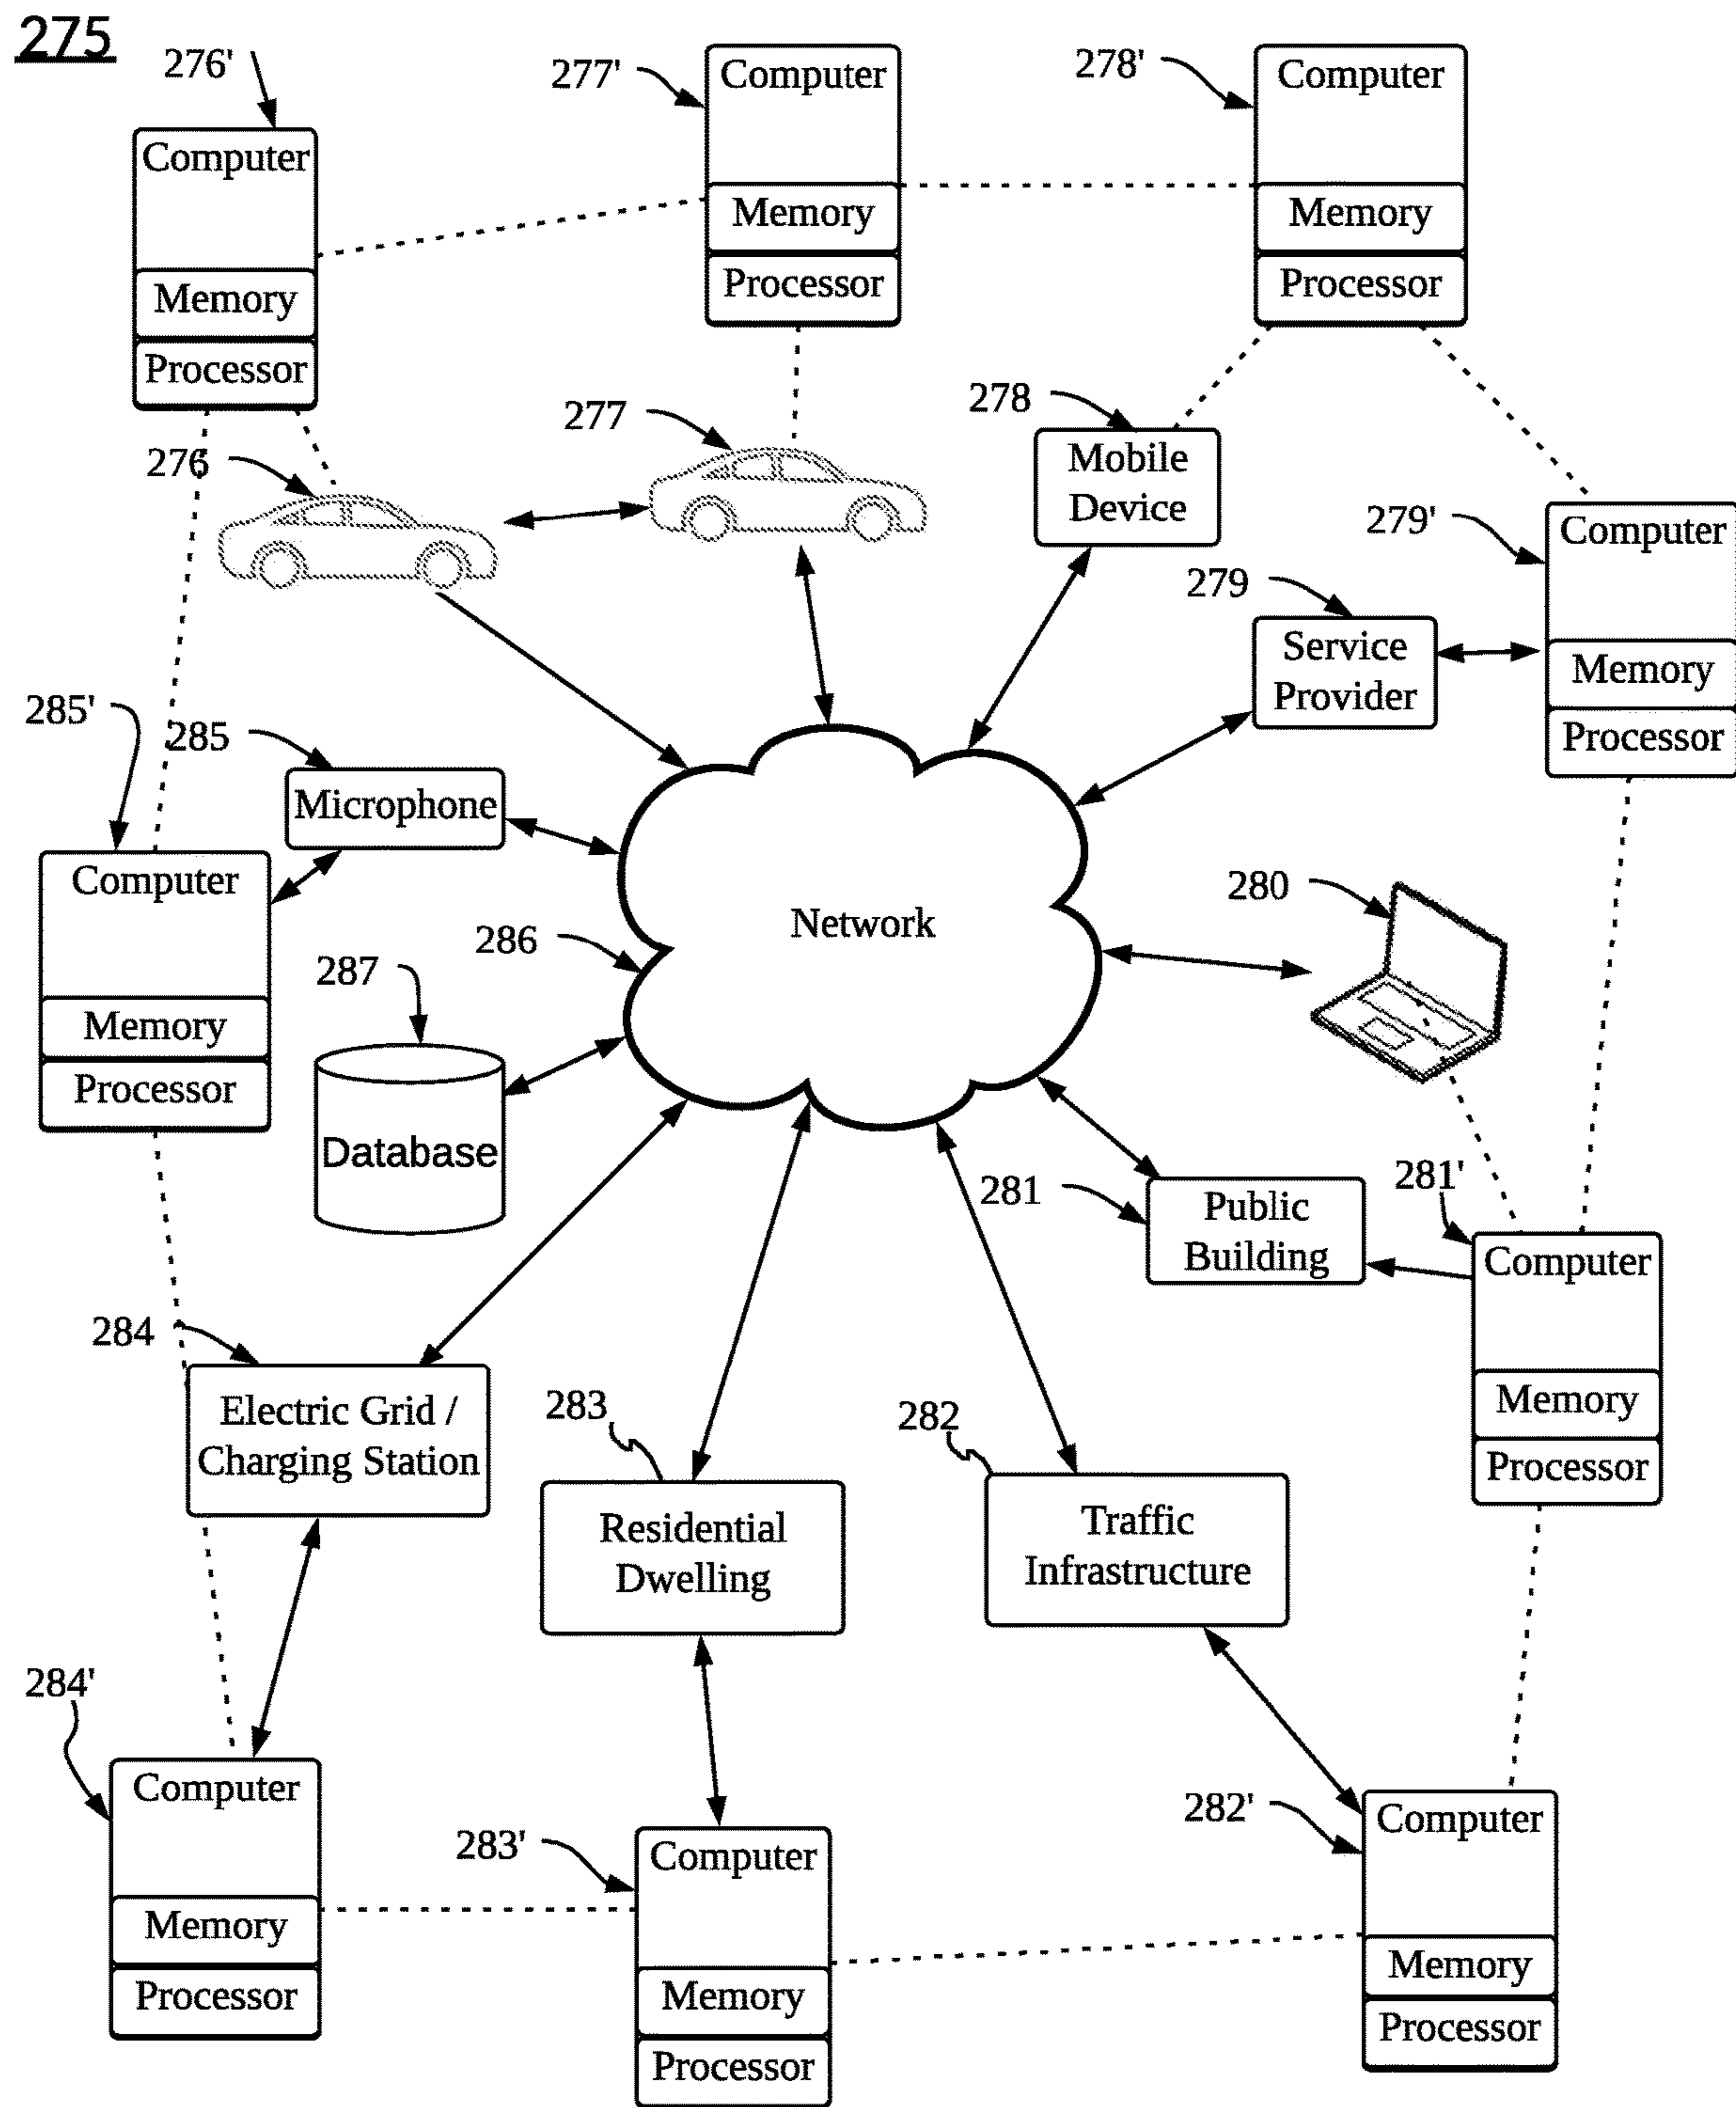 275
276'
277'
278'
Computer
Memory
Processor
Computer
Memory
Processor
Computer
Memory
Processor
276
277
278
Mobile
Device
279'
Computer
Memory
Processor
279
Service
Provider
285'
285
Microphone
Computer
Memory
Processor
286
Network
280
287
Database
281
Public
Building
281'
Computer
Memory
Processor
284
Electric Grid /
Charging Station
283
Residential
Dwelling
282
Traffic
Infrastructure
284'
Computer
Memory
Processor
283'
Computer
Memory
Processor
282'
Computer
Memory
Processor